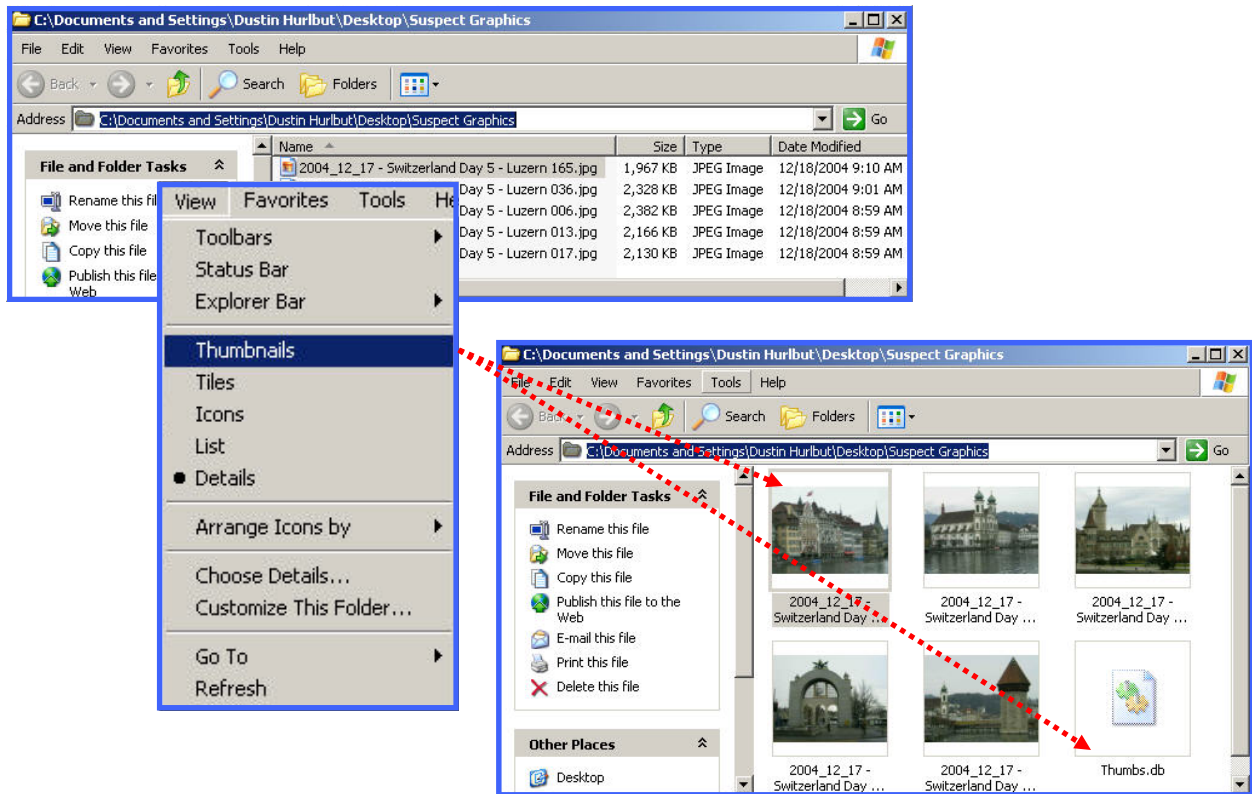 C:\Documents and Settings\Dustin Hurlbut\Desktop\Suspect Graphics
File Edit View Favorites Tools Help
Back Search Folders
Address C:\Documents and Settings\Dustin Hurlbut\Desktop\Suspect Graphics Go
File and Folder Tasks
Rename this fil
Move this file
Copy this file
Publish this file
Web
Name Size Type Date Modified
2004_12_17 - Switzerland Day 5 - Luzern 165.jpg 1,967 KB JPEG Image 12/18/2004 9:10 AM
Day 5 - Luzern 036.jpg 2,328 KB JPEG Image 12/18/2004 9:01 AM
Day 5 - Luzern 006.jpg 2,382 KB JPEG Image 12/18/2004 8:59 AM
Day 5 - Luzern 013.jpg 2,166 KB JPEG Image 12/18/2004 8:59 AM
Day 5 - Luzern 017.jpg 2,130 KB JPEG Image 12/18/2004 8:59 AM
View Favorites Tools He
Toolbars
Status Bar
Explorer Bar
Thumbnails
Tiles
Icons
List
Details
Arrange Icons by
Choose Details...
Customize This Folder...
Go To
Refresh
C:\Documents and Settings\Dustin Hurlbut\Desktop\Suspect Graphics
File Edit View Favorites Tools Help
Back Search Folders
Address C:\Documents and Settings\Dustin Hurlbut\Desktop\Suspect Graphics Go
File and Folder Tasks
Rename this file
Move this file
Copy this file
Publish this file to the
Web
E-mail this file
Print this file
Delete this file
Other Places
Desktop
2004_12_17 -
Switzerland Day ...
2004_12_17 -
Switzerland Day ...
2004_12_17 -
Switzerland Day ...
2004_12_17 -
Switzerland Day ...
2004_12_17 -
Switzerland Day ...
Thumbs.db